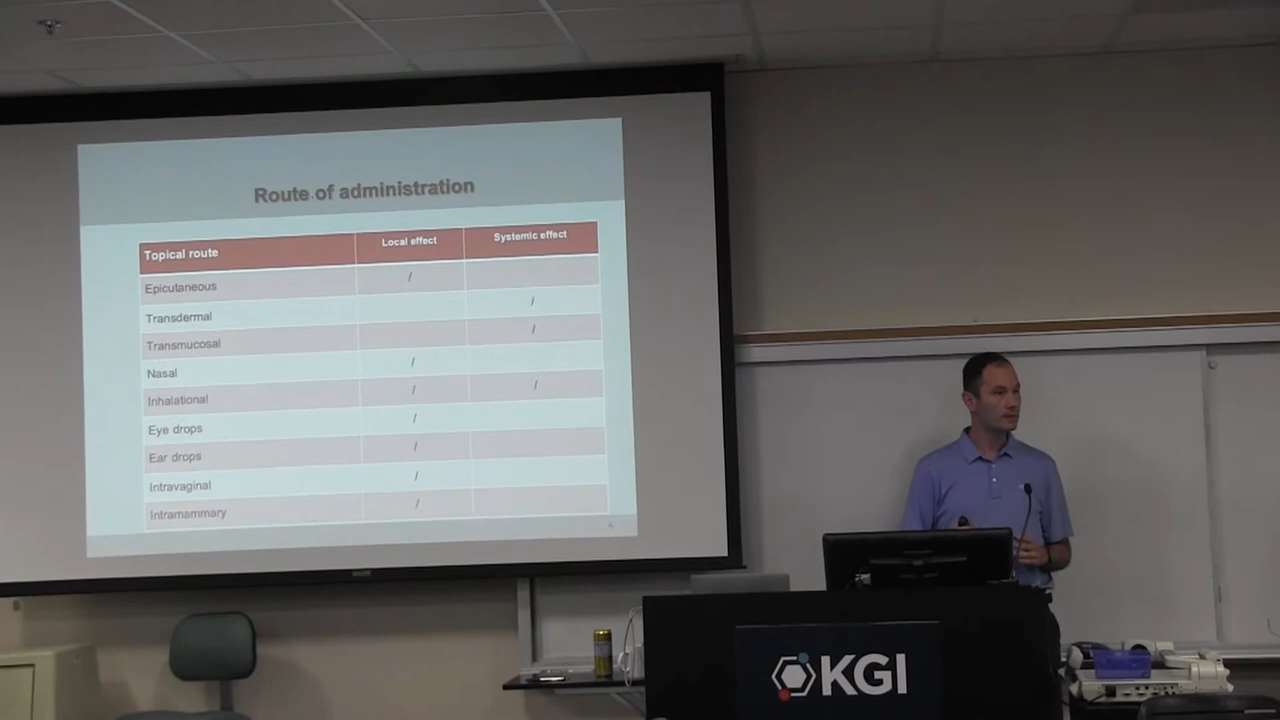 Route of administration
Topical route Local effect Systemic effect
Epicutaneous /
Transdermal /
Transmucosal /
Nasal /
Inhalational / /
Eye drops /
Ear drops /
Intravaginal /
Intramammary /
4
KGI